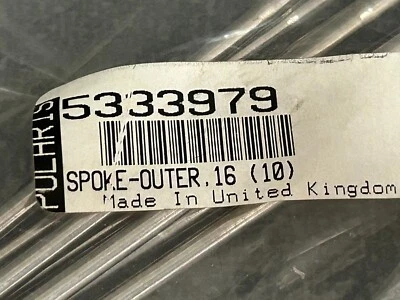 POLARIS
5333979
SPOKE-OUTER.16 (10)
Made In United Kingdom